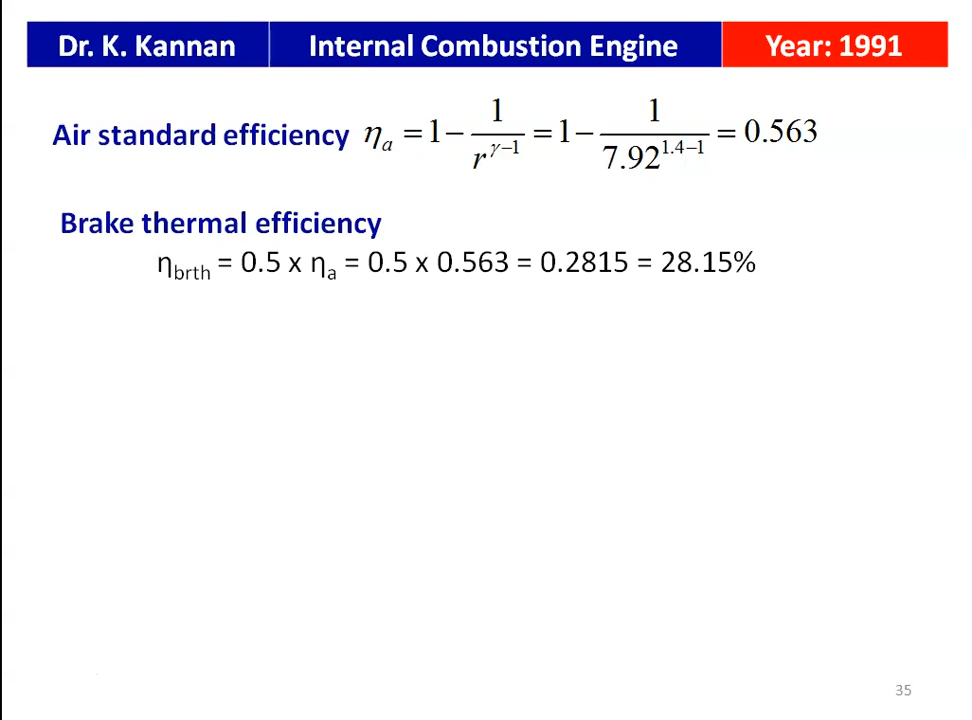 Dr. K. Kannan Internal Combustion Engine Year: 1991
Air standard efficiency η_a = 1 − 1/r^(γ−1) = 1 − 1/7.92^(1.4−1) = 0.563
Brake thermal efficiency
η_brth = 0.5 x η_a = 0.5 x 0.563 = 0.2815 = 28.15%
35